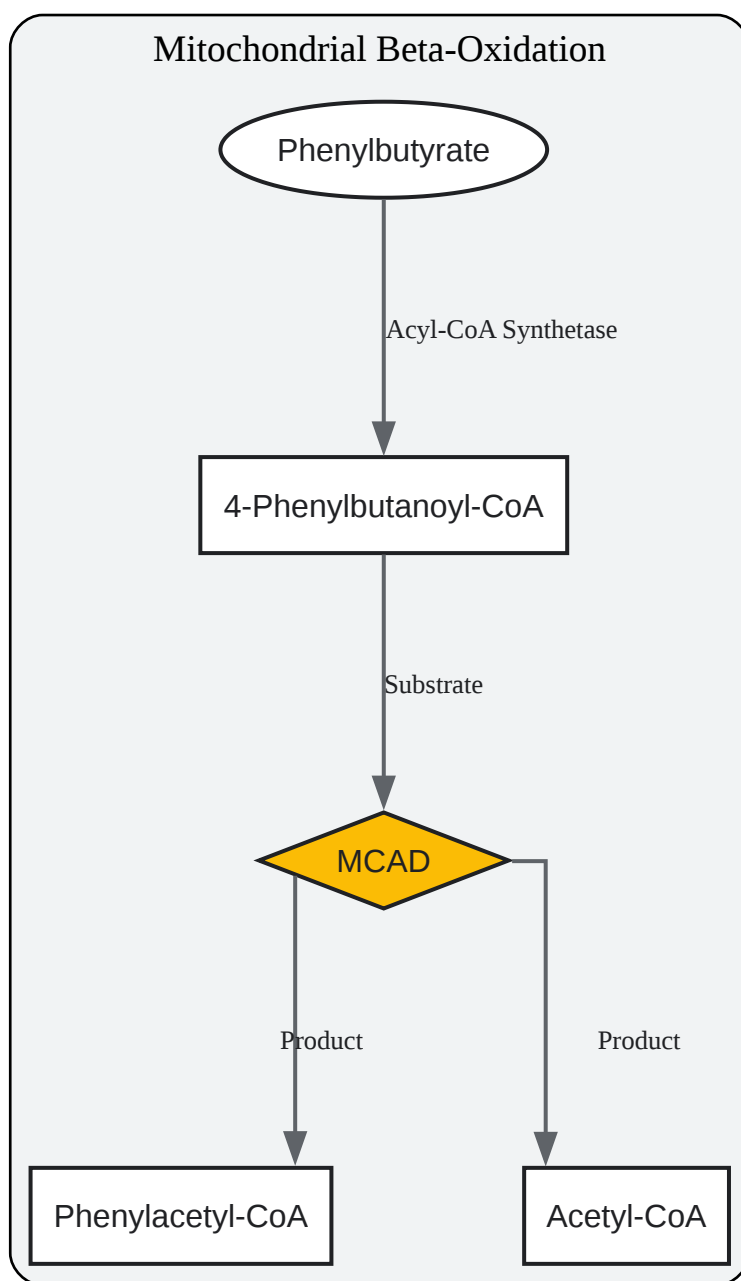 Mitochondrial Beta-Oxidation
Phenylbutyrate
Acyl-CoA Synthetase
4-Phenylbutanoyl-CoA
Substrate
MCAD
Product
Product
Phenylacetyl-CoA
Acetyl-CoA